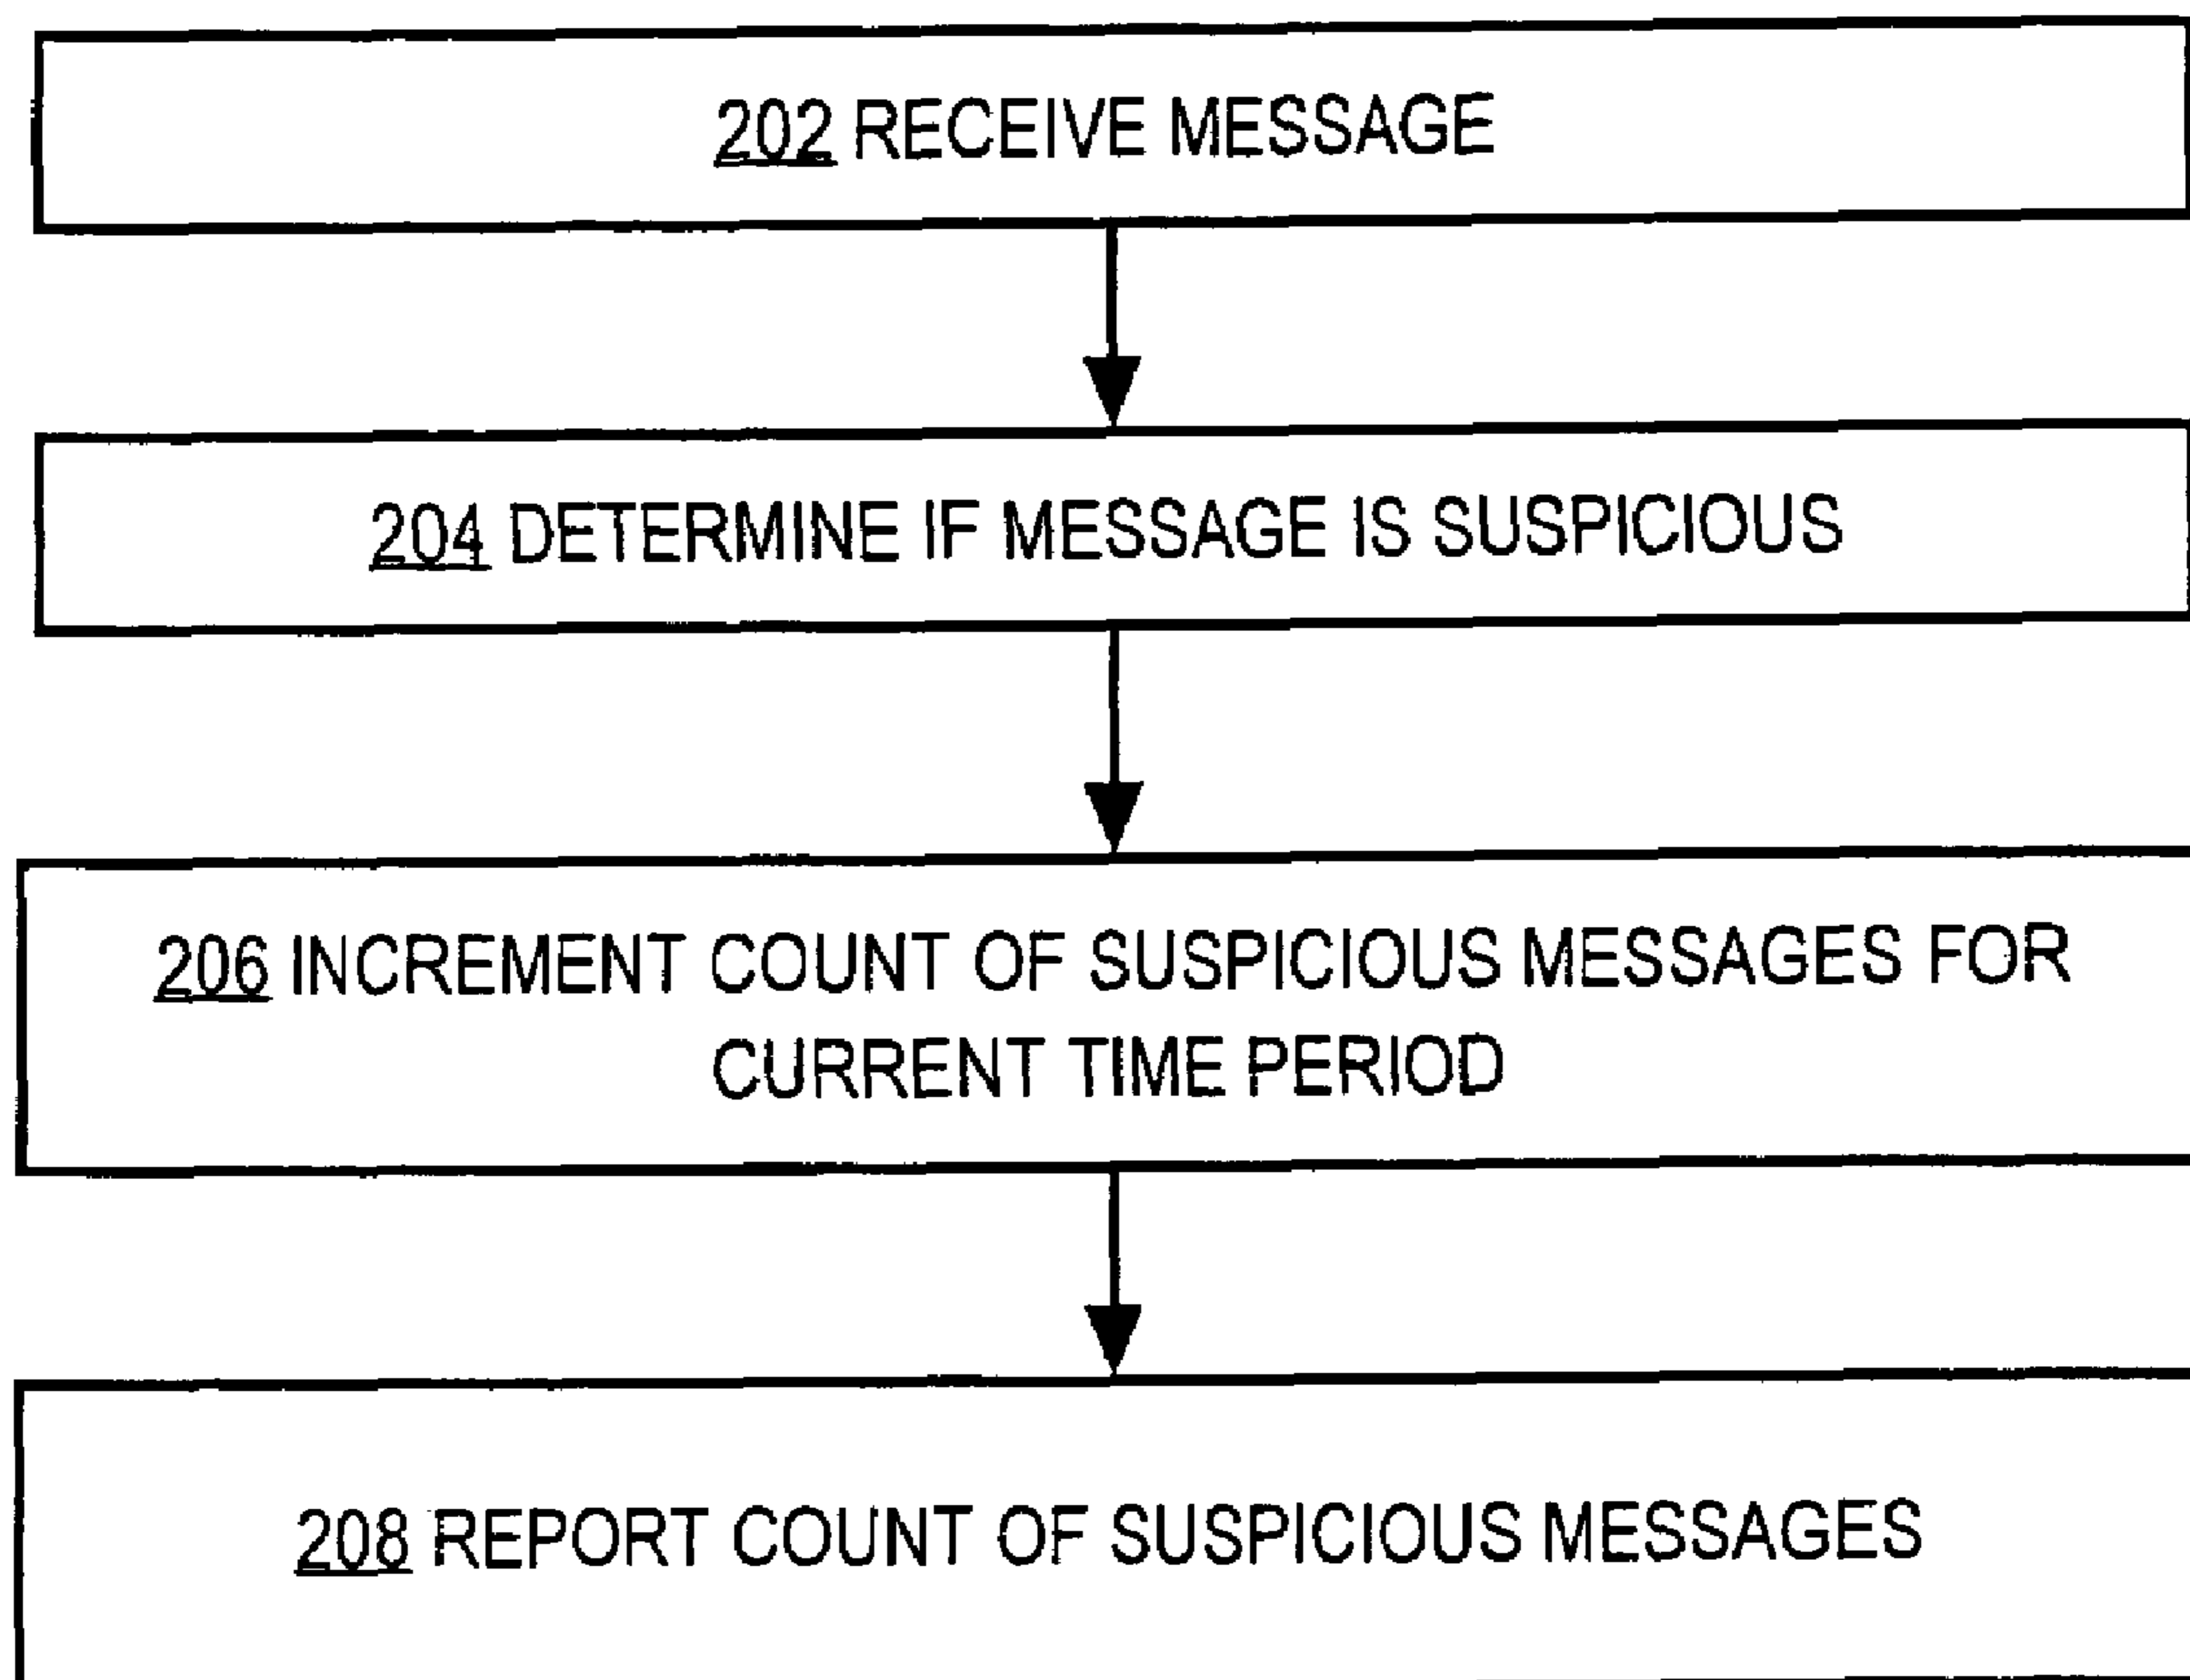 202 RECEIVE MESSAGE
204 DETERMINE IF MESSAGE IS SUSPICIOUS
206 INCREMENT COUNT OF SUSPICIOUS MESSAGES FOR
CURRENT TIME PERIOD
208 REPORT COUNT OF SUSPICIOUS MESSAGES